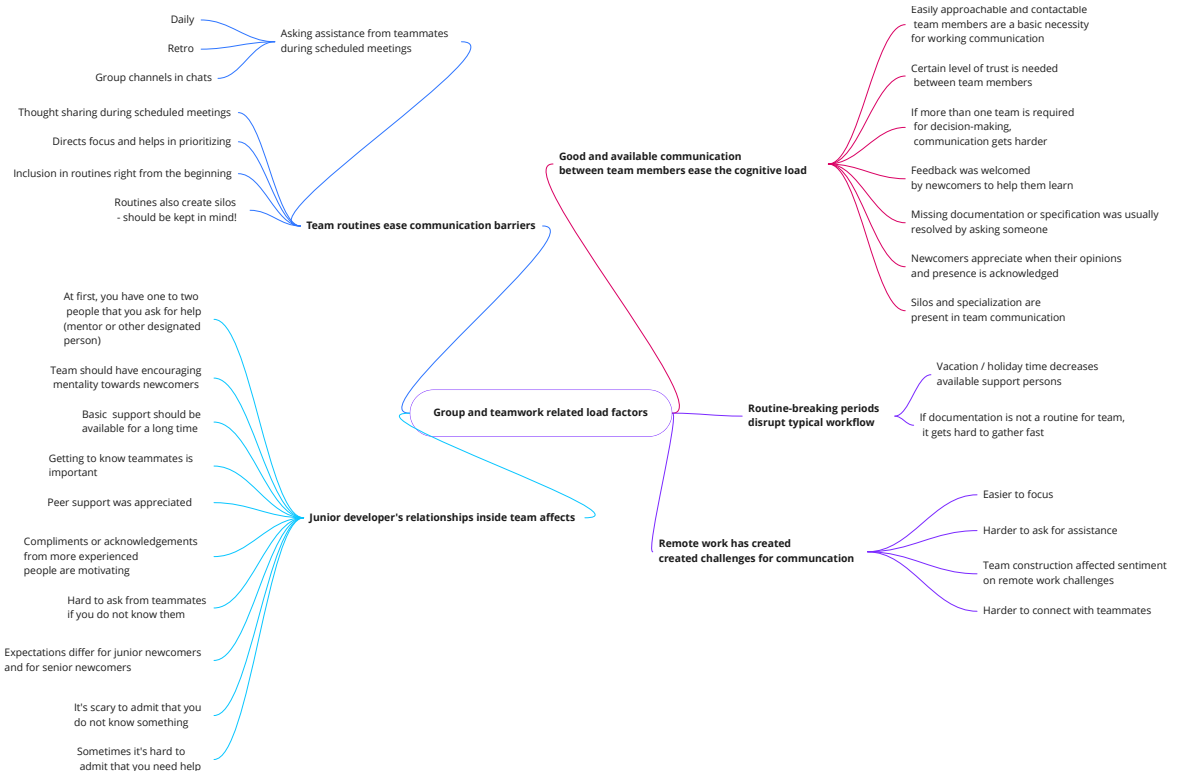 Daily
Retro
Group channels in chats
Asking assistance from teammates
during scheduled meetings
Thought sharing during scheduled meetings
Directs focus and helps in prioritizing
Inclusion in routines right from the beginning
Routines also create silos
- should be kept in mind!
Team routines ease communication barriers
At first, you have one to two
people that you ask for help
(mentor or other designated
person)
Team should have encouraging
mentality towards newcomers
Basic support should be
available for a long time
Getting to know teammates is
important
Peer support was appreciated
Compliments or acknowledgements
from more experienced
people are motivating
Hard to ask from teammates
if you do not know them
Expectations differ for junior newcomers
and for senior newcomers
It's scary to admit that you
do not know something
Sometimes it's hard to
admit that you need help
Junior developer's relationships inside team affects
Group and teamwork related load factors
Good and available communication
between team members ease the cognitive load
Easily approachable and contactable
team members are a basic necessity
for working communication
Certain level of trust is needed
between team members
If more than one team is required
for decision-making,
communication gets harder
Feedback was welcomed
by newcomers to help them learn
Missing documentation or specification was usually
resolved by asking someone
Newcomers appreciate when their opinions
and presence is acknowledged
Silos and specialization are
present in team communication
Routine-breaking periods
disrupt typical workflow
Vacation / holiday time decreases
available support persons
If documentation is not a routine for team,
it gets hard to gather fast
Remote work has created
created challenges for communcation
Easier to focus
Harder to ask for assistance
Team construction affected sentiment
on remote work challenges
Harder to connect with teammates